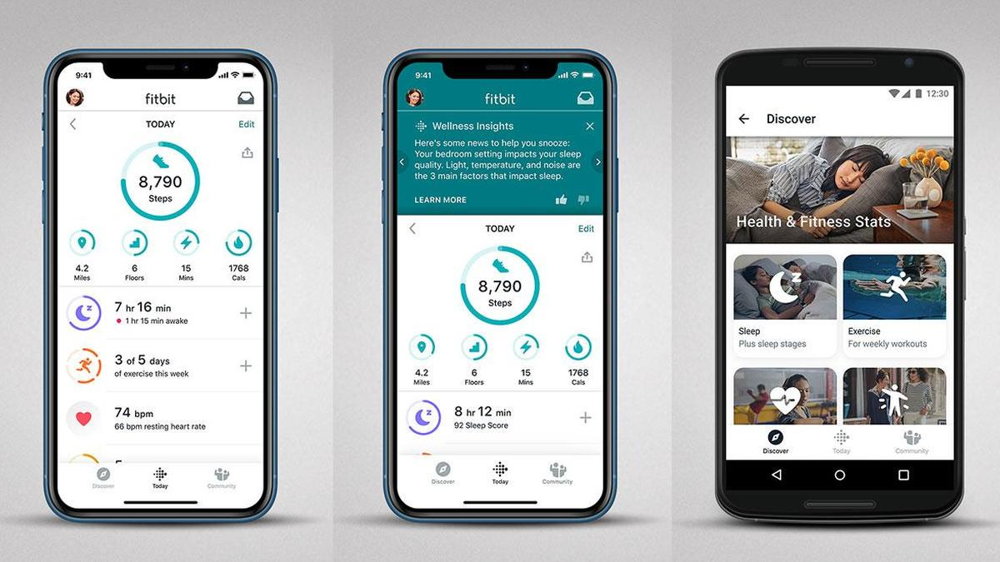 9:41
fitbit
TODAY
Edit
8,790
Steps
4.2
Miles
6
Floors
15
Mins
1768
Cals
7 hr 16 min
1 hr 15 min awake
3 of 5 days
of exercise this week
74 bpm
66 bpm resting heart rate
Discover
Today
Community
9:41
fitbit
Wellness Insights
Here's some news to help you snooze:
Your bedroom setting impacts your sleep
quality. Light, temperature, and noise are
the 3 main factors that impact sleep.
LEARN MORE
TODAY
Edit
8,790
Steps
4.2
Miles
6
Floors
15
Mins
1768
Cals
8 hr 12 min
92 Sleep Score
Discover
Today
Community
12:30
Discover
Health & Fitness Stats
Sleep
Plus sleep stages
Exercise
For weekly workouts
Discover
Today
Community